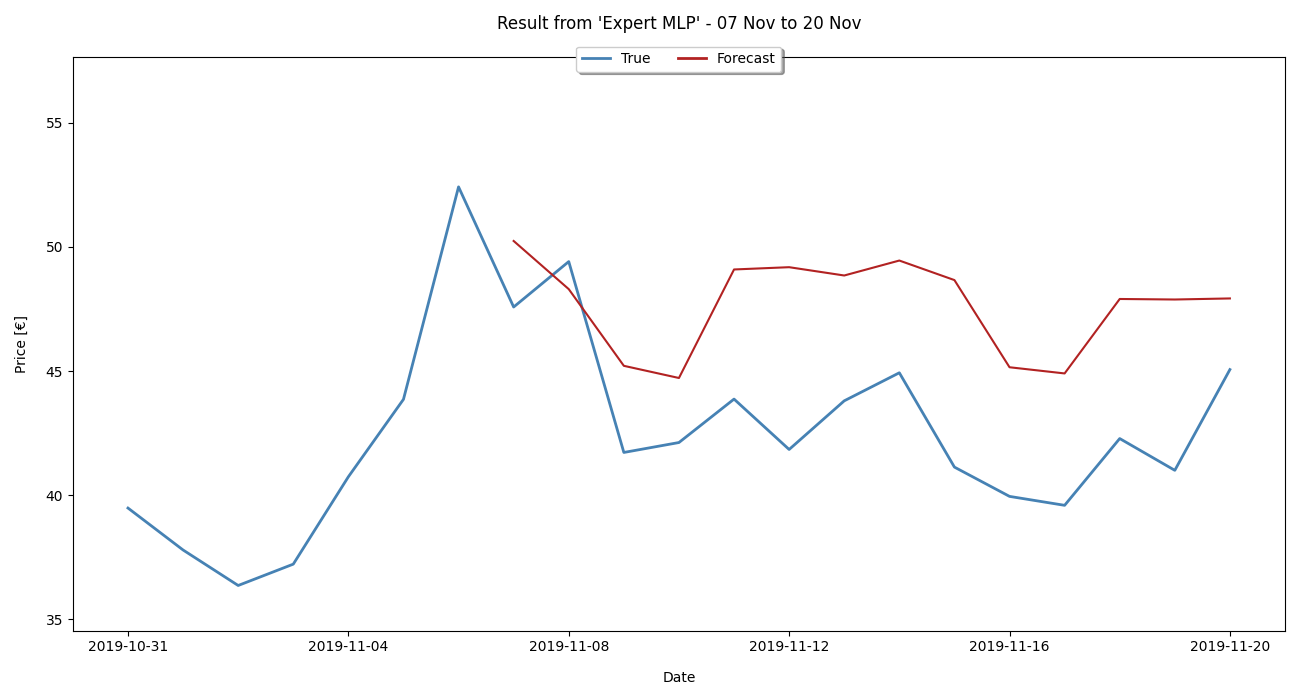 Result from 'Expert MLP' - 07 Nov to 20 Nov
True
Forecast
Price [€]
55
50
45
40
35
2019-10-31
2019-11-04
2019-11-08
2019-11-12
2019-11-16
2019-11-20
Date